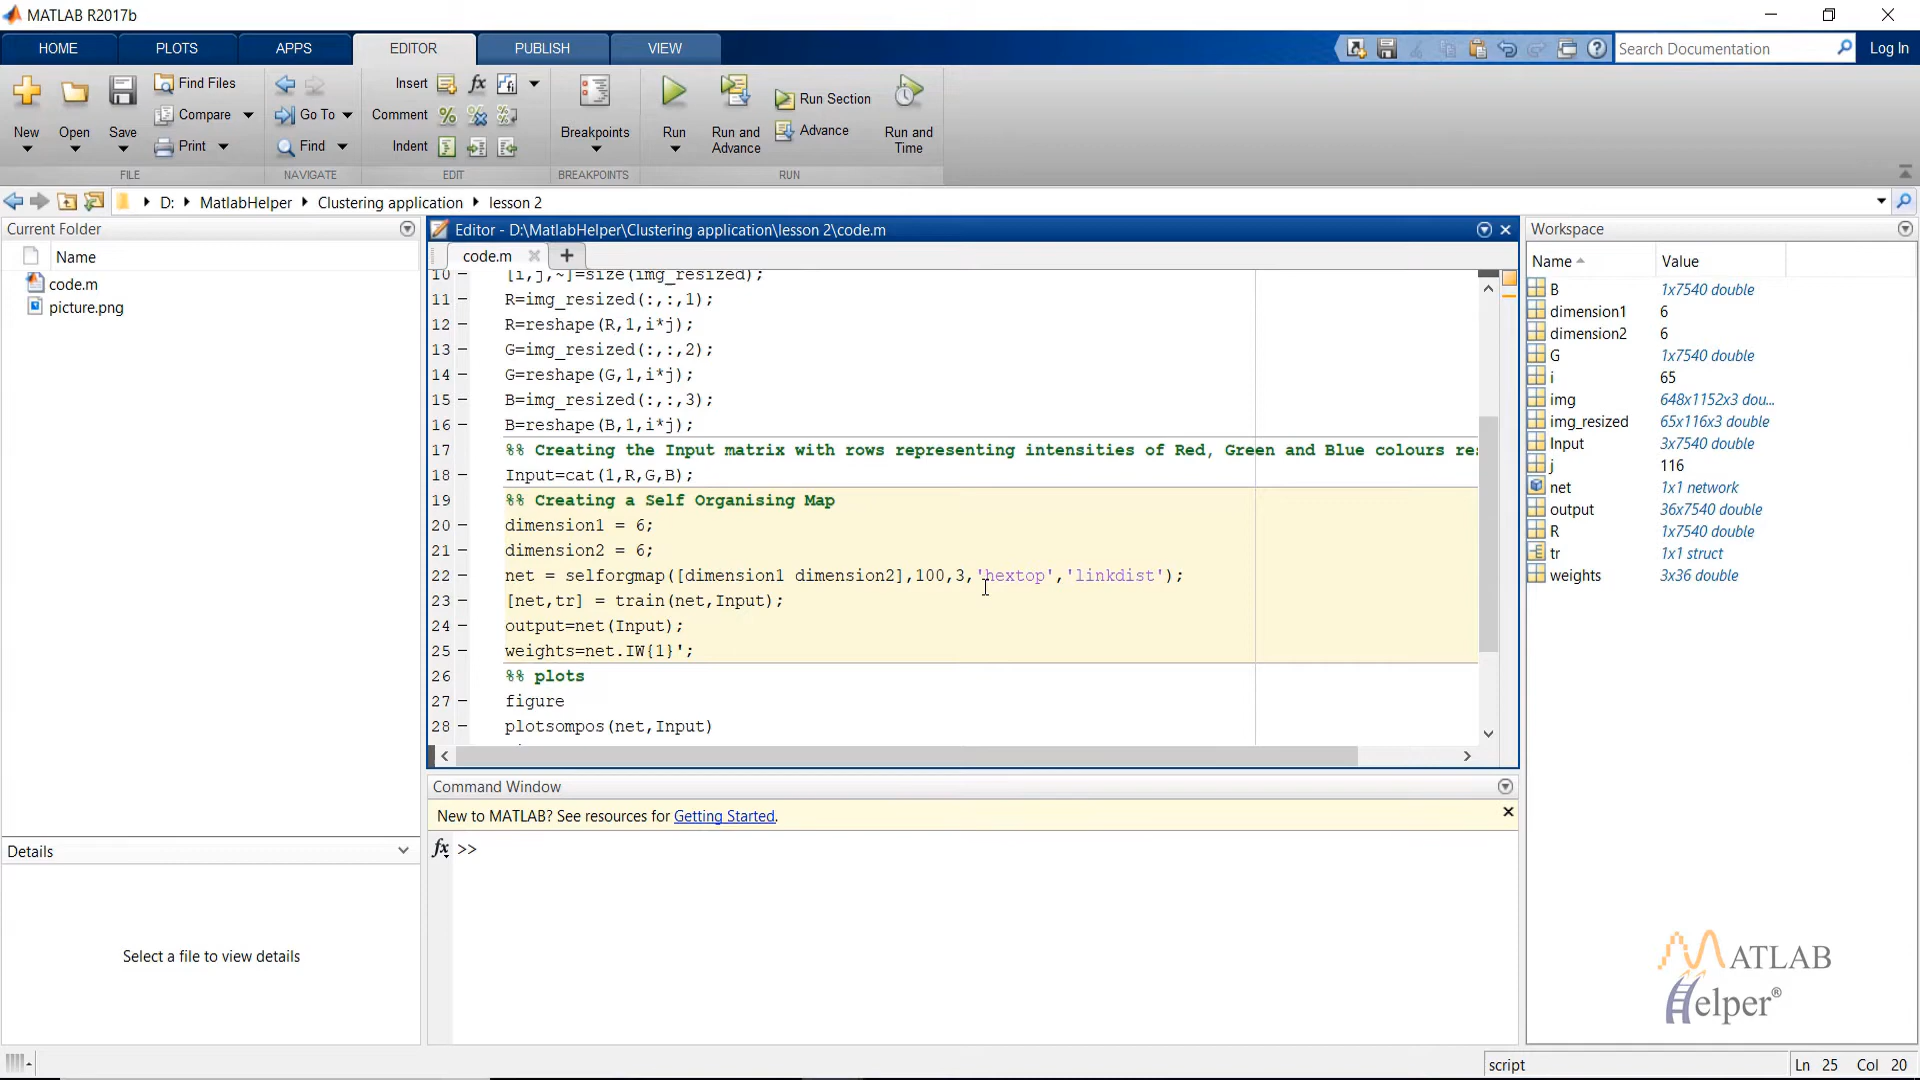 MATLAB R2017b
HOME PLOTS APPS EDITOR PUBLISH VIEW Search Documentation Log In
New Open Save Find Files Compare Print
Go To Find
Insert fx Comment % Indent
Breakpoints Run Run and Advance Run Section Advance Run and Time
FILE NAVIGATE EDIT BREAKPOINTS RUN
D: MatlabHelper Clustering application lesson 2
Current Folder
Name
code.m
picture.png
Details
Select a file to view details
Editor - D:\MatlabHelper\Clustering application\lesson 2\code.m
code.m
10 – [i,j,~]=size(img_resized);
11 – R=img_resized(:,:,1);
12 – R=reshape(R,1,i*j);
13 – G=img_resized(:,:,2);
14 – G=reshape(G,1,i*j);
15 – B=img_resized(:,:,3);
16 – B=reshape(B,1,i*j);
17 %% Creating the Input matrix with rows representing intensities of Red, Green and Blue colours re
18 – Input=cat(1,R,G,B);
19 %% Creating a Self Organising Map
20 – dimension1 = 6;
21 – dimension2 = 6;
22 – net = selforgmap([dimension1 dimension2],100,3,'hextop','linkdist');
23 – [net,tr] = train(net,Input);
24 – output=net(Input);
25 – weights=net.IW{1}';
26 %% plots
27 – figure
28 – plotsompos(net,Input)
Command Window
New to MATLAB? See resources for Getting Started.
fx >>
Workspace
Name Value
B 1x7540 double
dimension1 6
dimension2 6
G 1x7540 double
i 65
img 648x1152x3 dou...
img_resized 65x116x3 double
Input 3x7540 double
j 116
net 1x1 network
output 36x7540 double
R 1x7540 double
tr 1x1 struct
weights 3x36 double
MATLAB
Helper®
script Ln 25 Col 20